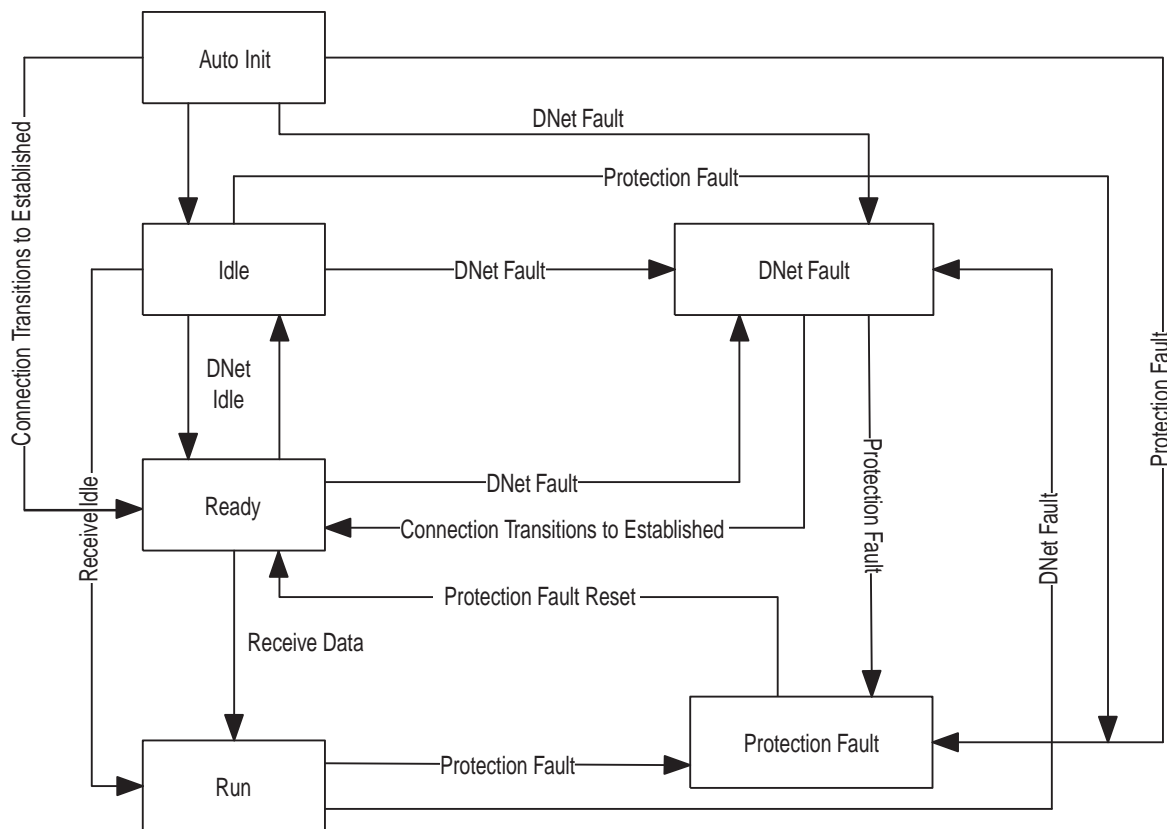 Auto Init
DNet Fault
Protection Fault
Connection Transitions to Established
Idle
DNet Fault
DNet Fault
Protection Fault
DNet
Idle
Protection Fault
DNet Fault
Ready
DNet Fault
Connection Transitions to Established
Receive Idle
Protection Fault Reset
Receive Data
Protection Fault
Protection Fault
Run